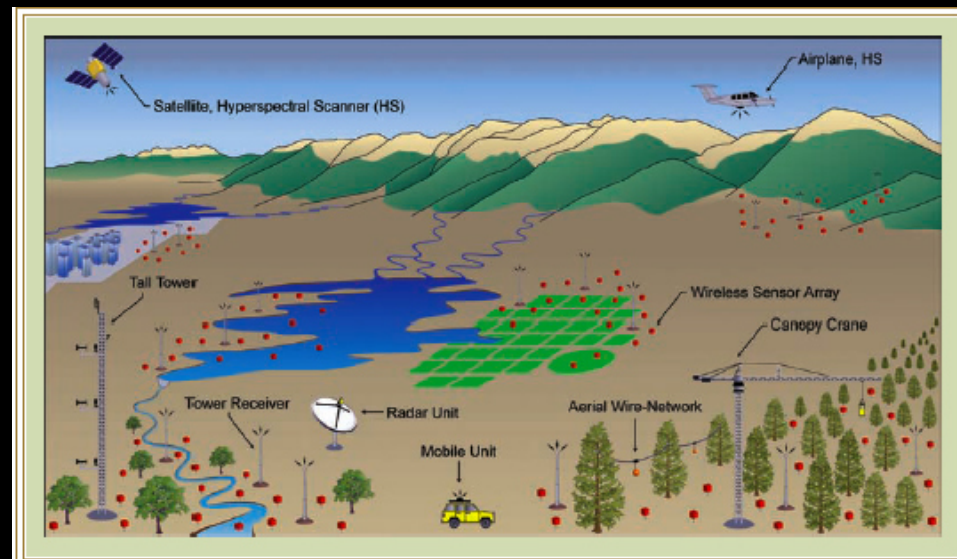 Airplane, HS
Satellite, Hyperspectral Scanner (HS)
Tall Tower
Wireless Sensor Array
Canopy Crane
Tower Receiver
Radar Unit
Aerial Wire-Network
Mobile Unit